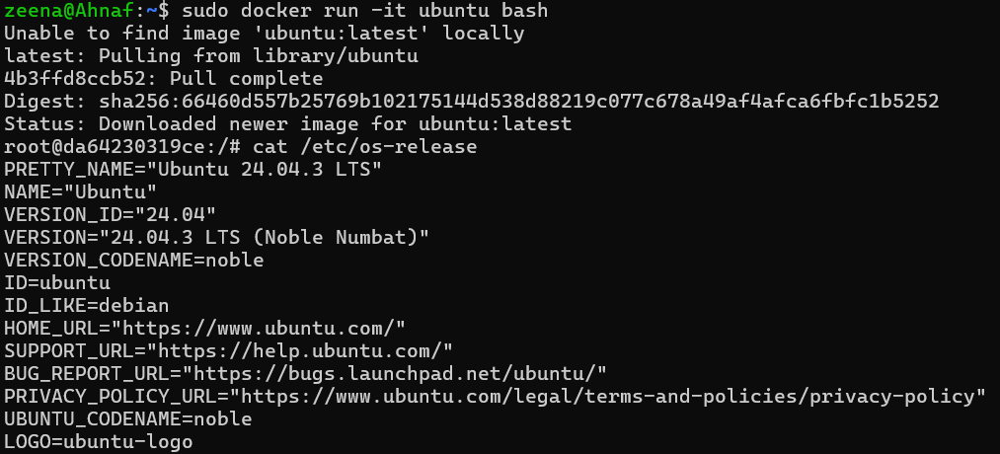 zeena@Ahnaf:~$ sudo docker run -it ubuntu bash
Unable to find image 'ubuntu:latest' locally
latest: Pulling from library/ubuntu
4b3ffd8ccb52: Pull complete
Digest: sha256:66460d557b25769b102175144d538d88219c077c678a49af4afca6fbfc1b5252
Status: Downloaded newer image for ubuntu:latest
root@da64230319ce:/# cat /etc/os-release
PRETTY_NAME="Ubuntu 24.04.3 LTS"
NAME="Ubuntu"
VERSION_ID="24.04"
VERSION="24.04.3 LTS (Noble Numbat)"
VERSION_CODENAME=noble
ID=ubuntu
ID_LIKE=debian
HOME_URL="https://www.ubuntu.com/"
SUPPORT_URL="https://help.ubuntu.com/"
BUG_REPORT_URL="https://bugs.launchpad.net/ubuntu/"
PRIVACY_POLICY_URL="https://www.ubuntu.com/legal/terms-and-policies/privacy-policy"
UBUNTU_CODENAME=noble
LOGO=ubuntu-logo